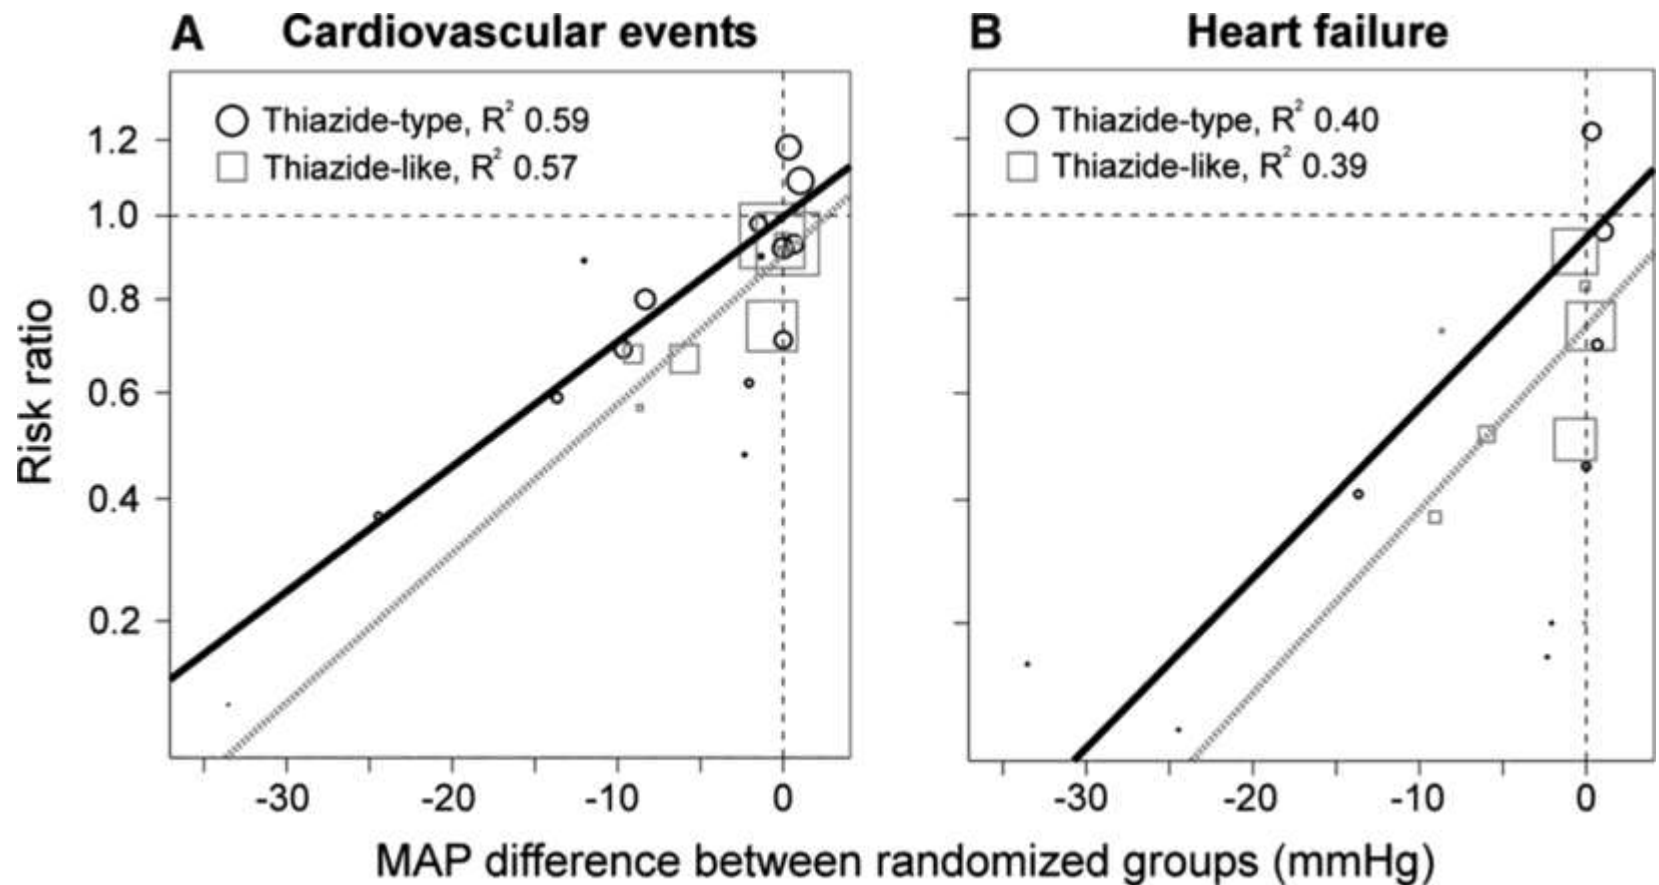 A Cardiovascular events
Thiazide-type, R² 0.59
Thiazide-like, R² 0.57
1.2
1.0
0.8
0.6
0.4
0.2
Risk ratio
-30 -20 -10 0
B Heart failure
Thiazide-type, R² 0.40
Thiazide-like, R² 0.39
-30 -20 -10 0
MAP difference between randomized groups (mmHg)